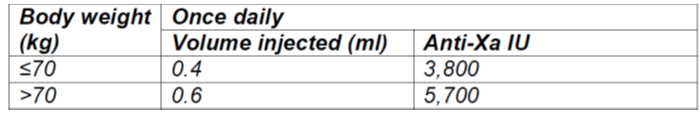 Body weight Once daily
(kg) Volume injected (ml) Anti-Xa IU
≤70 0.4 3,800
>70 0.6 5,700